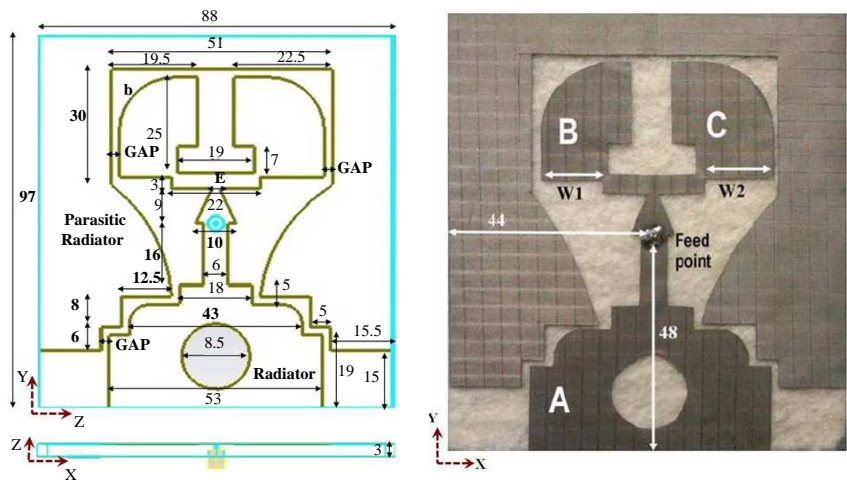 88
51
19.5 22.5
b
30
25
GAP
19
7
GAP
3
E
9
22
97
Parasitic
Radiator
10
16
6
12.5
18
5
8
43
5
6
GAP
8.5
15.5
Radiator
19
15
53
Y
Z
Z
3
X
B
C
W1
W2
44
Feed
point
48
A
Y
X